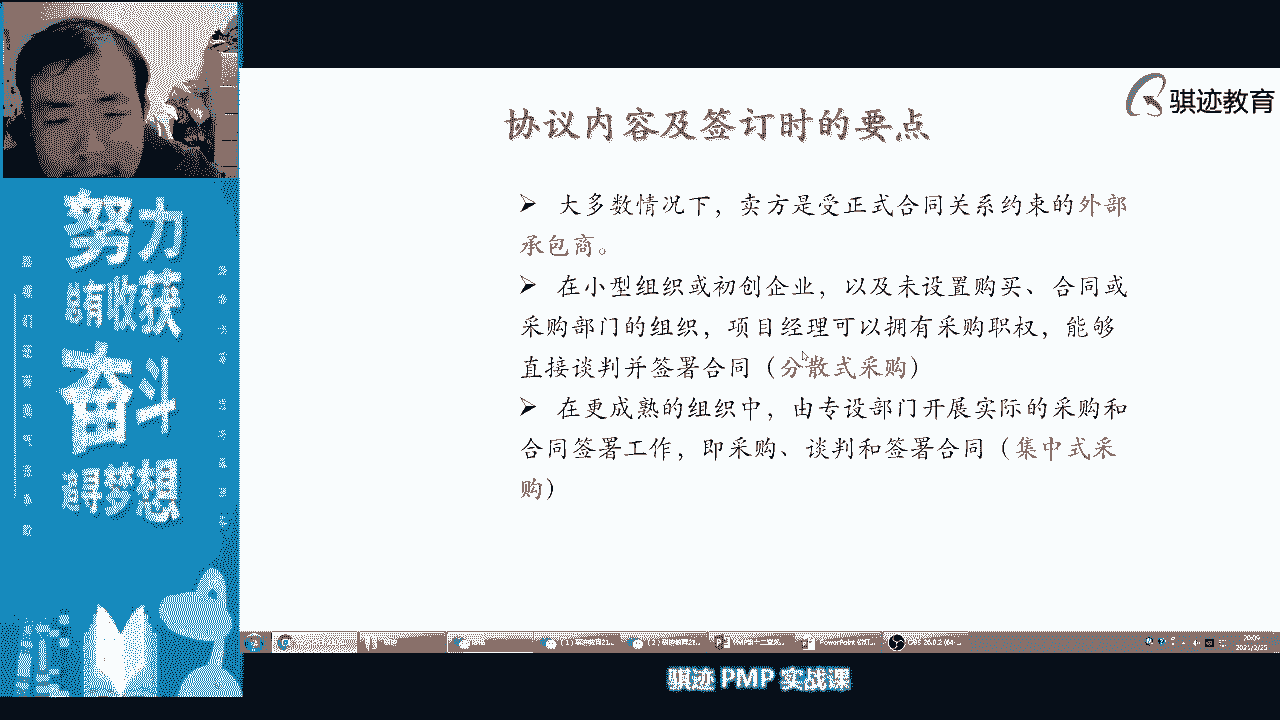 骐迹教育
协议内容及签订时的要点
➢ 大多数情况下，卖方是受正式合同关系约束的外部
承包商。
➢ 在小型组织或初创企业，以及未设置购买、合同或
采购部门的组织，项目经理可以拥有采购职权，能够
直接谈判并签署合同（分散式采购）
➢ 在更成熟的组织中，由专设部门开展实际的采购和
合同签署工作，即采购、谈判和签署合同（集中式采
购）
努力
总有收获
奋斗
追寻梦想
20:09
2021/2/25
骐迹 PMP 实战课